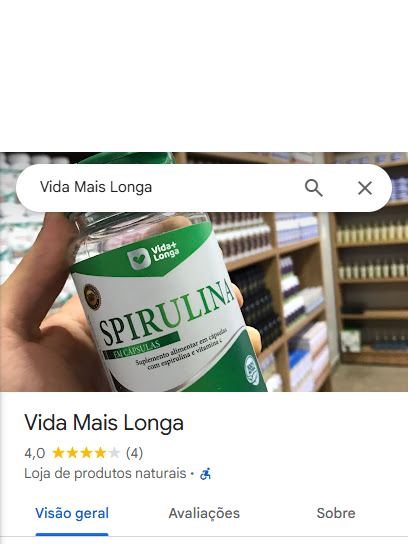 Vida Mais Longa
Vida+
Longa
SPIRULINA
EM CÁPSULAS
Suplemento alimentar em cápsulas
com espirulina e vitamina c
Vida Mais Longa
4,0 (4)
Loja de produtos naturais •
Visão geral
Avaliações
Sobre